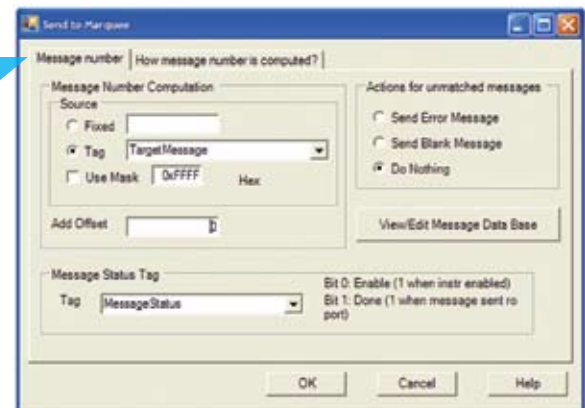 Send to Marquee
Message number
How message number is computed?
Message Number Computation
Source
Fixed
Tag TargetMessage
Use Mask 0xFFFF Hex
Add Offset 0
Actions for unmatched messages
Send Error Message
Send Blank Message
Do Nothing
View/Edit Message Data Base
Message Status Tag
Tag MessageStatus
Bit 0: Enable (1 when instr enabled)
Bit 1: Done (1 when message sent ro
port)
OK
Cancel
Help